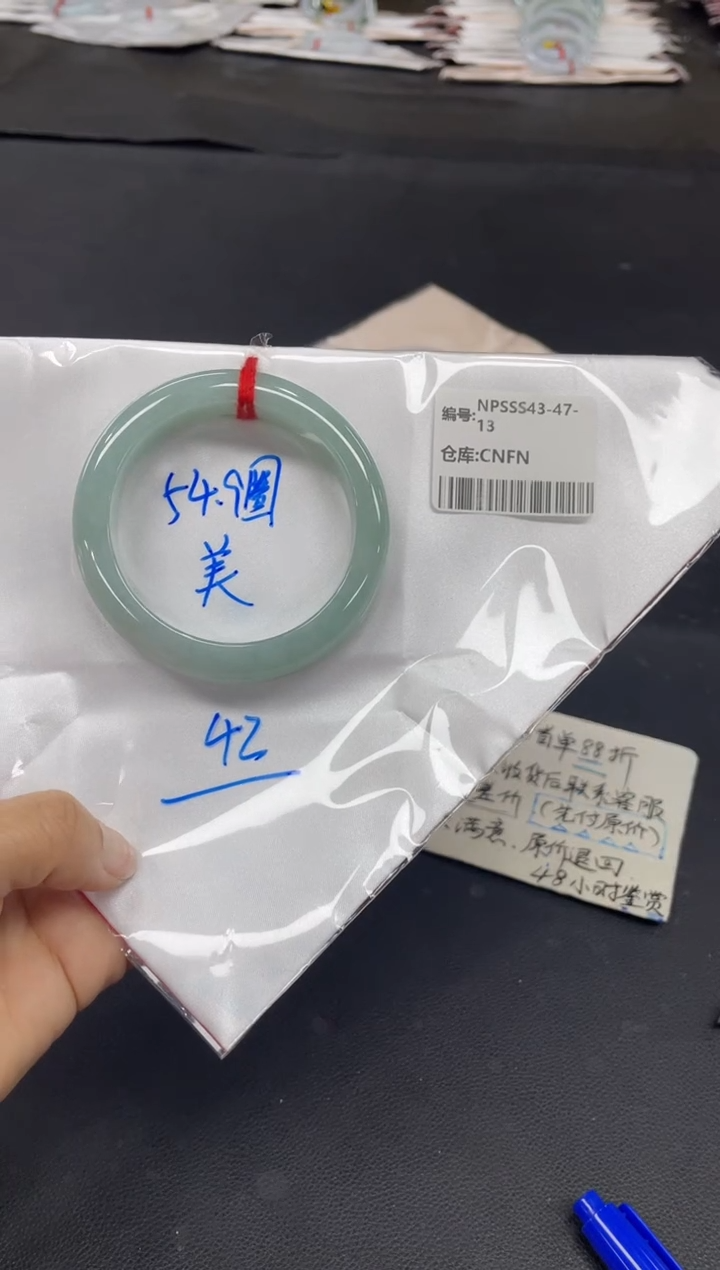 54.9圈
美
42
编号:NPSSS43-47-
13
仓库:CNFN
首单88折
收货后联系客服
差价(先付原价)
满意、原价退回
48小时鉴赏